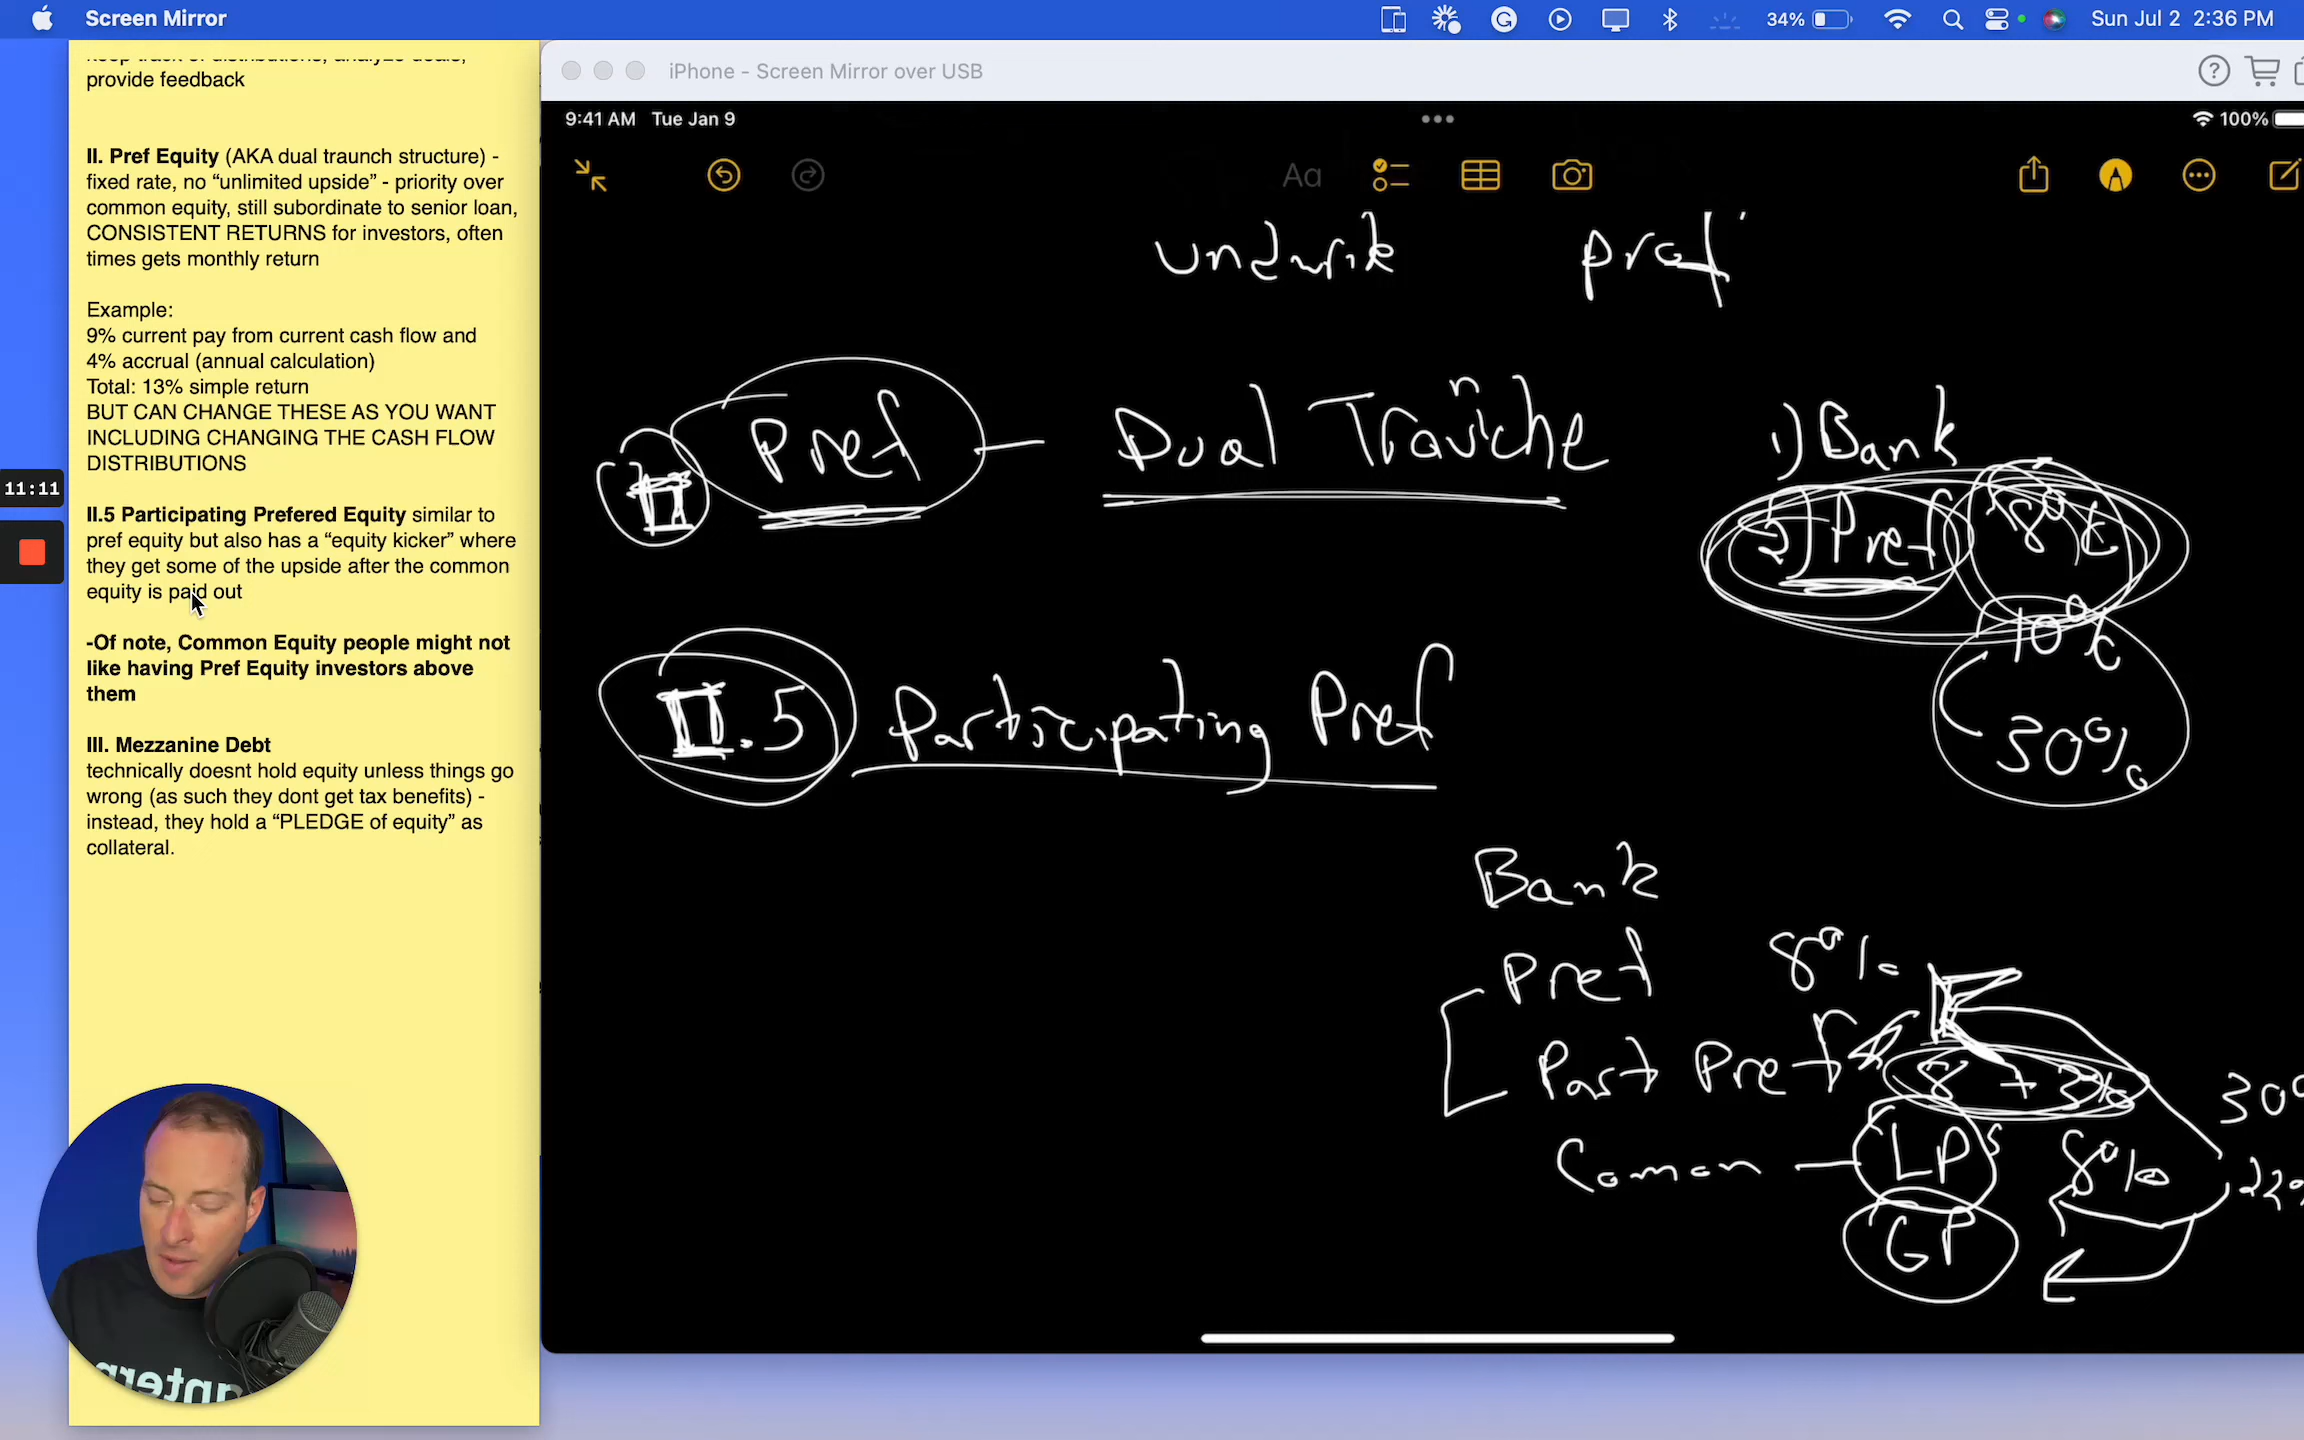 Screen Mirror
34%
Sun Jul 2 2:36 PM
iPhone - Screen Mirror over USB
provide feedback
II. Pref Equity (AKA dual traunch structure) -
fixed rate, no “unlimited upside” - priority over
common equity, still subordinate to senior loan,
CONSISTENT RETURNS for investors, often
times gets monthly return
Example:
9% current pay from current cash flow and
4% accrual (annual calculation)
Total: 13% simple return
BUT CAN CHANGE THESE AS YOU WANT
INCLUDING CHANGING THE CASH FLOW
DISTRIBUTIONS
II.5 Participating Prefered Equity similar to
pref equity but also has a “equity kicker” where
they get some of the upside after the common
equity is paid out
-Of note, Common Equity people might not
like having Pref Equity investors above
them
III. Mezzanine Debt
technically doesnt hold equity unless things go
wrong (as such they dont get tax benefits) -
instead, they hold a “PLEDGE of equity” as
collateral.
11:11
9:41 AM Tue Jan 9
100%
Aa
pref
II Pref — Dual Tranche
1) Bank
2) Pref 8%
10%
30%
II.5 Participating Pref
Bank
Pref 8%
Part Pref 8 + 3%
Comon — LPs 8%
GP
30%